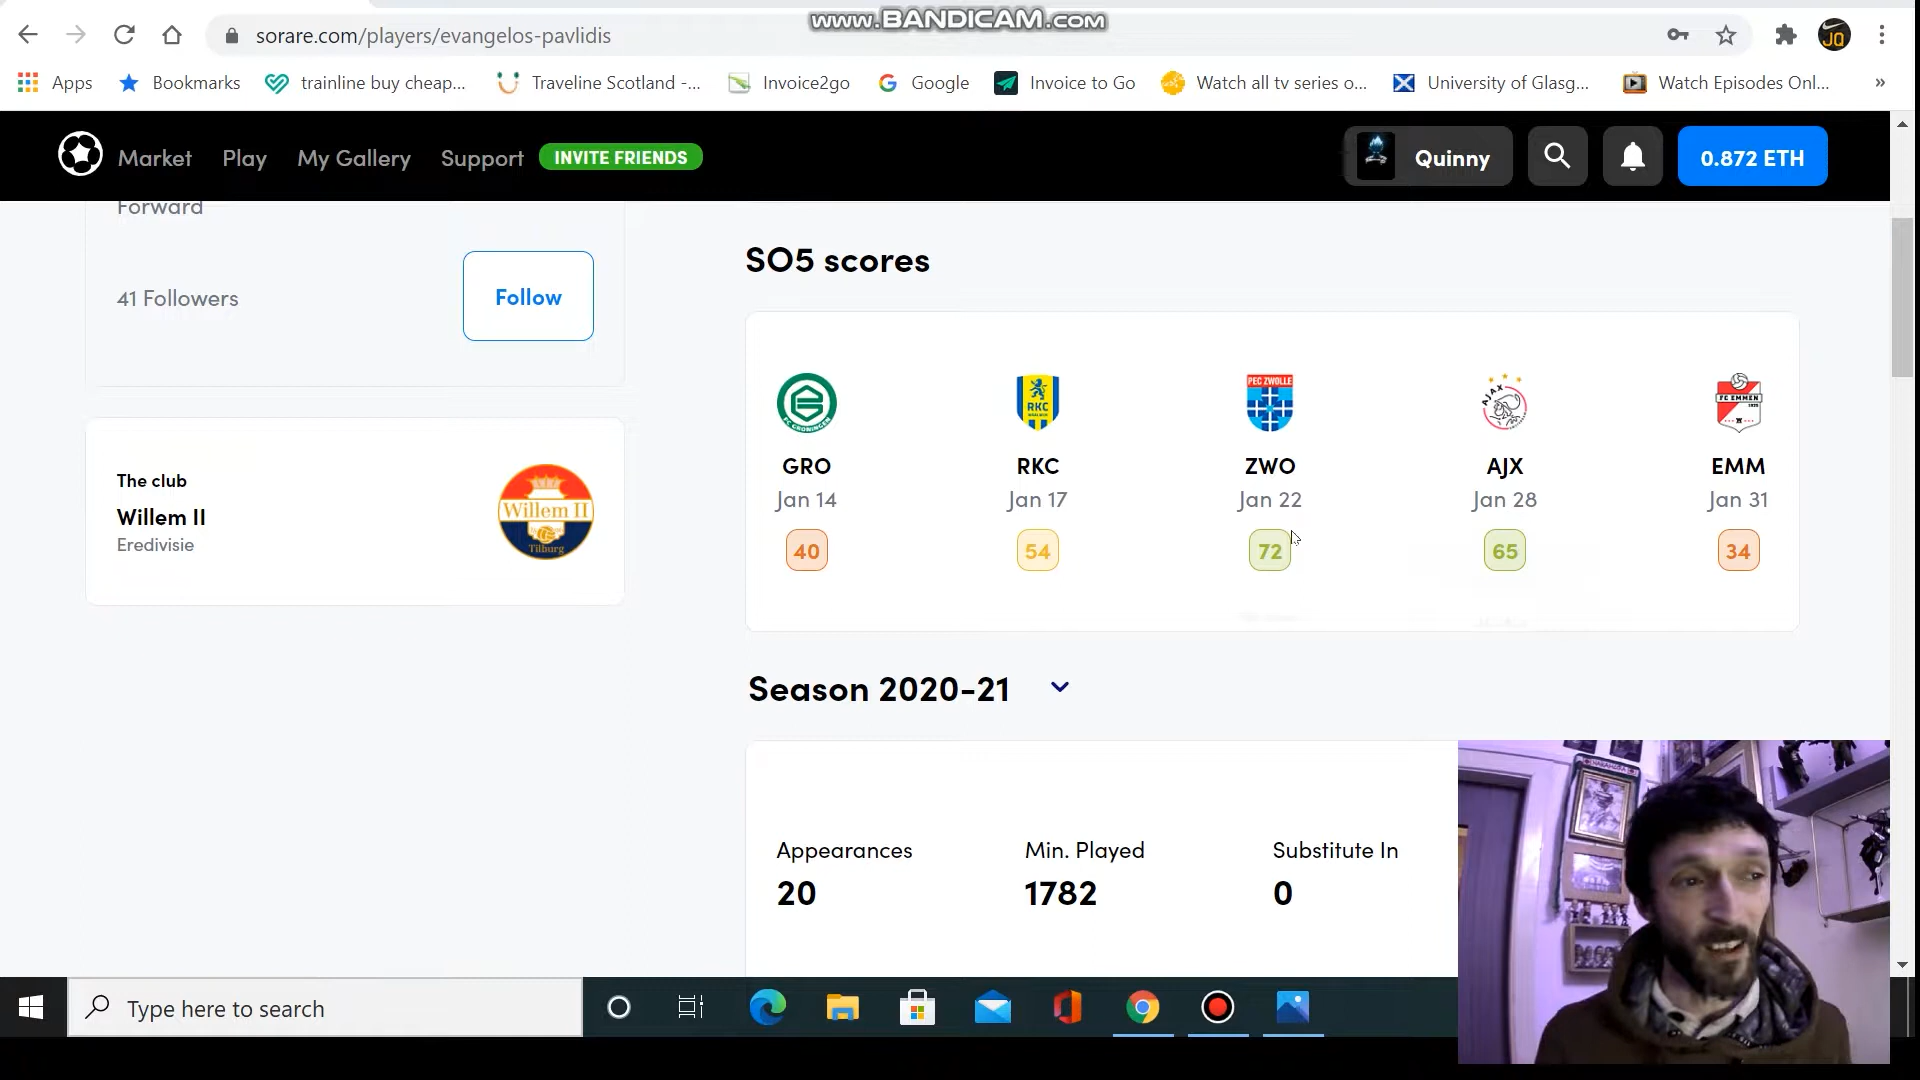 www.BANDICAM.com
sorare.com/players/evangelos-pavlidis
JQ
Apps
Bookmarks
trainline buy cheap...
Traveline Scotland -...
Invoice2go
Google
Invoice to Go
Watch all tv series o...
University of Glasg...
Watch Episodes Onl...
»
Market
Play
My Gallery
Support
INVITE FRIENDS
Quinny
0.872 ETH
Forward
41 Followers
Follow
The club
Willem II
Eredivisie
Willem II
Tilburg
SO5 scores
FC GRONINGEN
RKC
PEC ZWOLLE
AJAX
FC EMMEN
GRO
RKC
ZWO
AJX
EMM
Jan 14
Jan 17
Jan 22
Jan 28
Jan 31
40
54
72
65
34
Season 2020-21
Appearances
Min. Played
Substitute In
20
1782
0
Type here to search